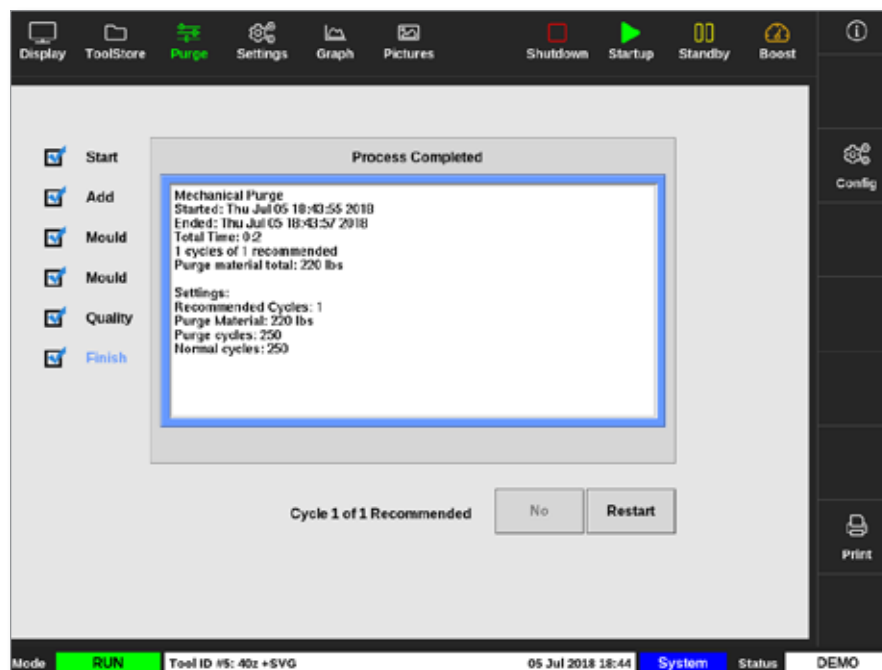 Display ToolStore Purge Settings Graph Pictures Shutdown Startup Standby Boost
Config
Print
Start
Add
Mould
Mould
Quality
Finish
Process Completed
Mechanical Purge
Started: Thu Jul 05 18:43:55 2018
Ended: Thu Jul 05 18:43:57 2018
Total Time: 0:2
1 cycles of 1 recommended
Purge material total: 220 lbs
Settings:
Recommended Cycles: 1
Purge Material: 220 lbs
Purge cycles: 250
Normal cycles: 250
Cycle 1 of 1 Recommended No Restart
Mode RUN Tool ID #5: 40z +SVG 05 Jul 2018 18:44 System Status DEMO